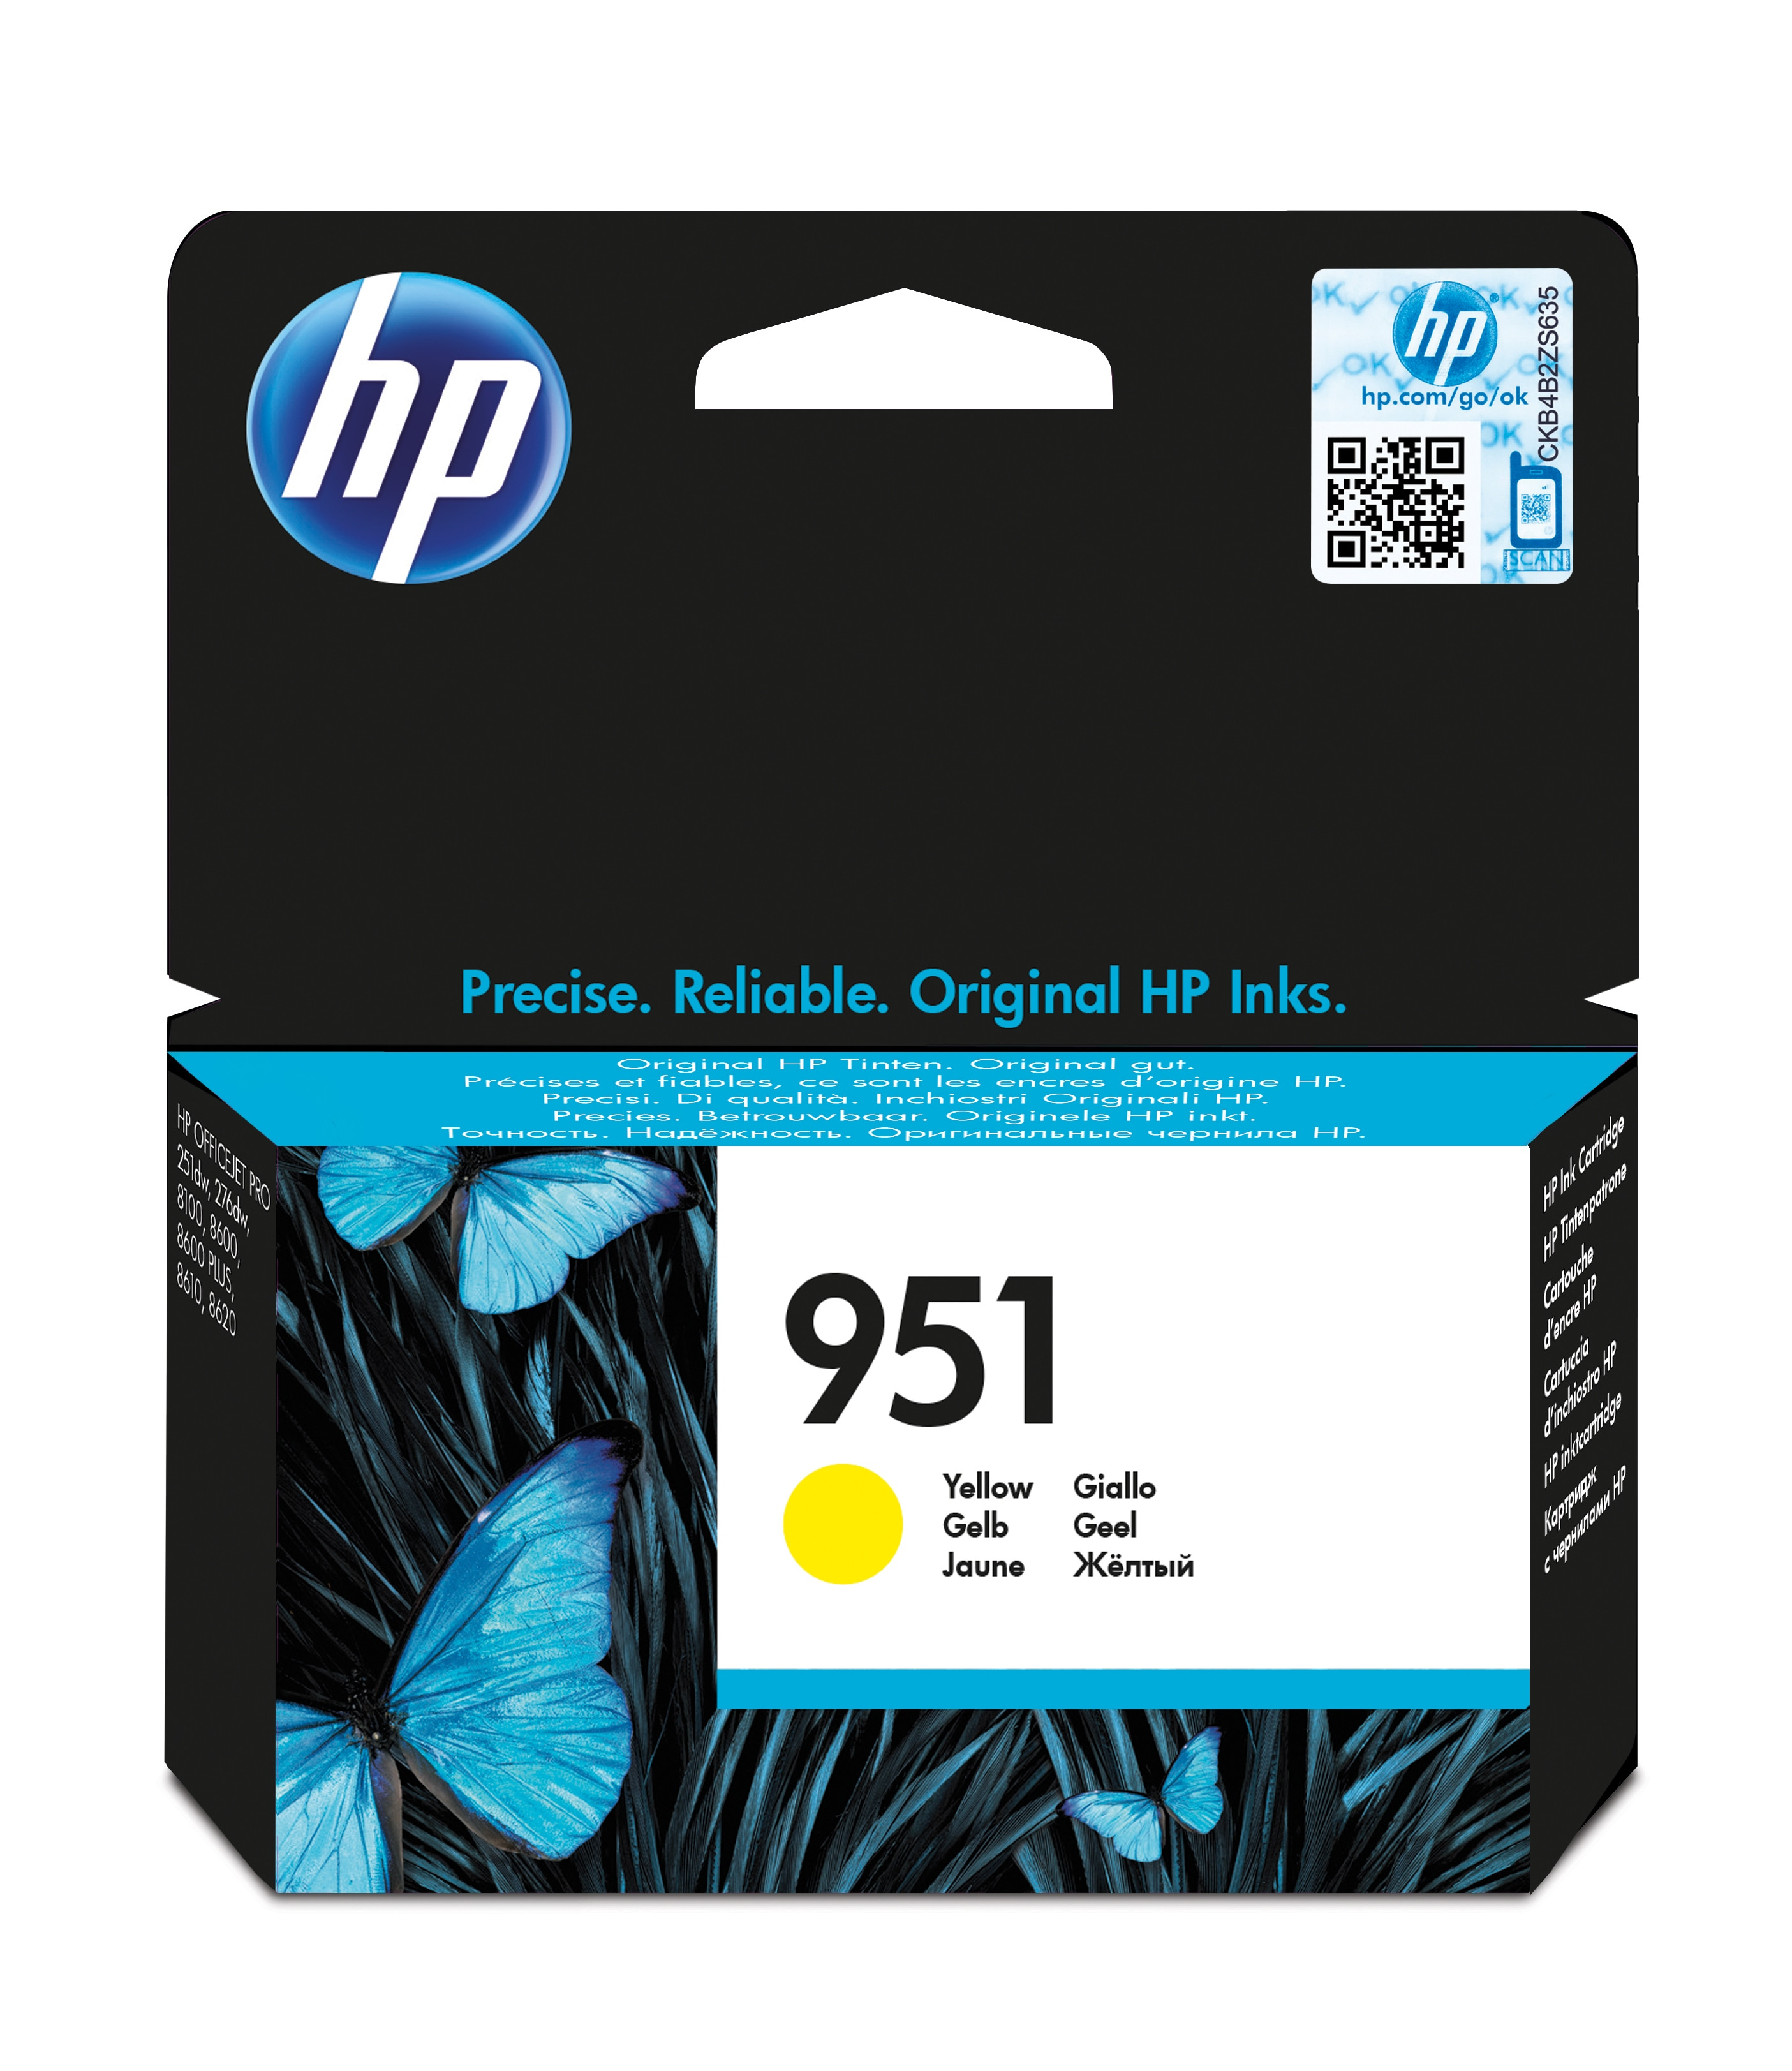 hp
hp
hp.com/go/ok
CKB4B2ZS635
SCAN
Precise. Reliable. Original HP Inks.
Original HP Tinten. Original gut.
Précises et fiables, ce sont les encres d'origine HP.
Precisi. Di qualità. Inchiostri Originali HP.
Precies. Betrouwbaar. Originele HP inkt.
Точность. Надёжность. Оригинальные чернила HP.
HP OFFICEJET PRO
251dw, 276dw,
8100, 8600,
8600 PLUS,
8610, 8620
951
Yellow Giallo
Gelb Geel
Jaune Жёлтый
HP Ink Cartridge
HP Tintenpatrone
Cartouche
d'encre HP
Cartuccia
d'inchiostro HP
HP inktcartridge
Картридж
с чернилами HP